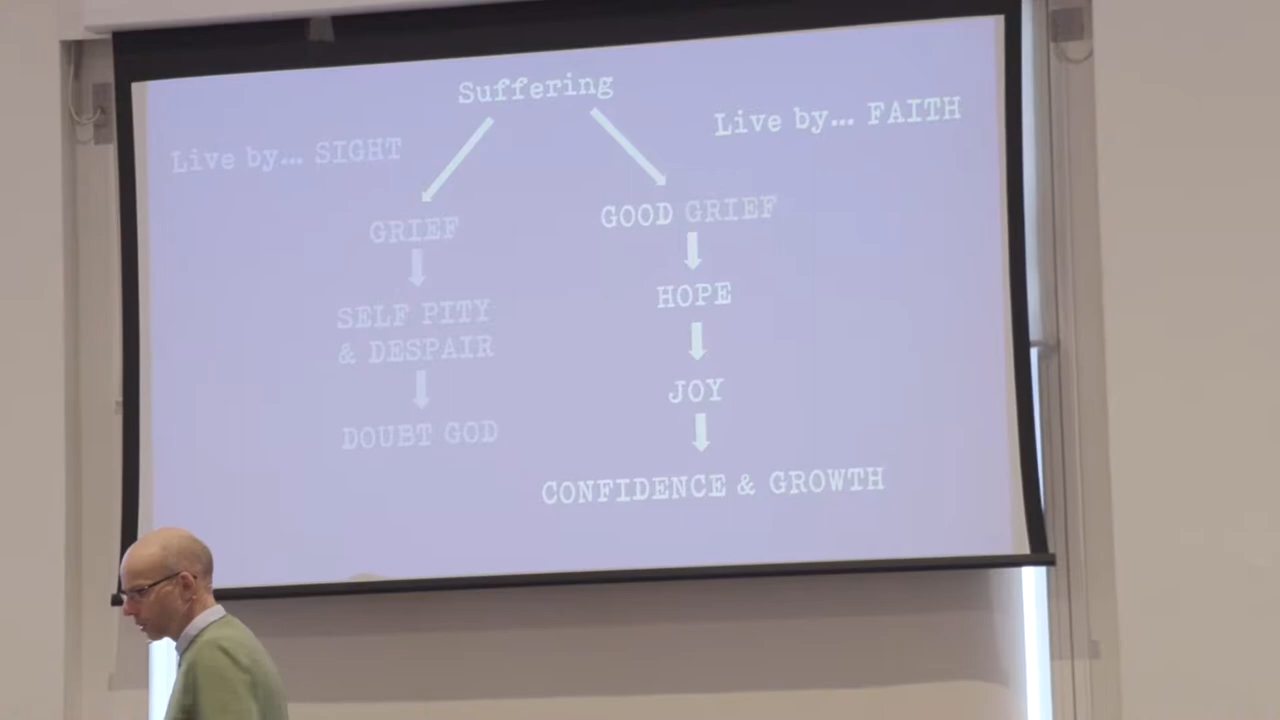 Suffering
Live by... SIGHT
Live by... FAITH
GRIEF
SELF PITY
& DESPAIR
DOUBT GOD
GOOD GRIEF
HOPE
JOY
CONFIDENCE & GROWTH